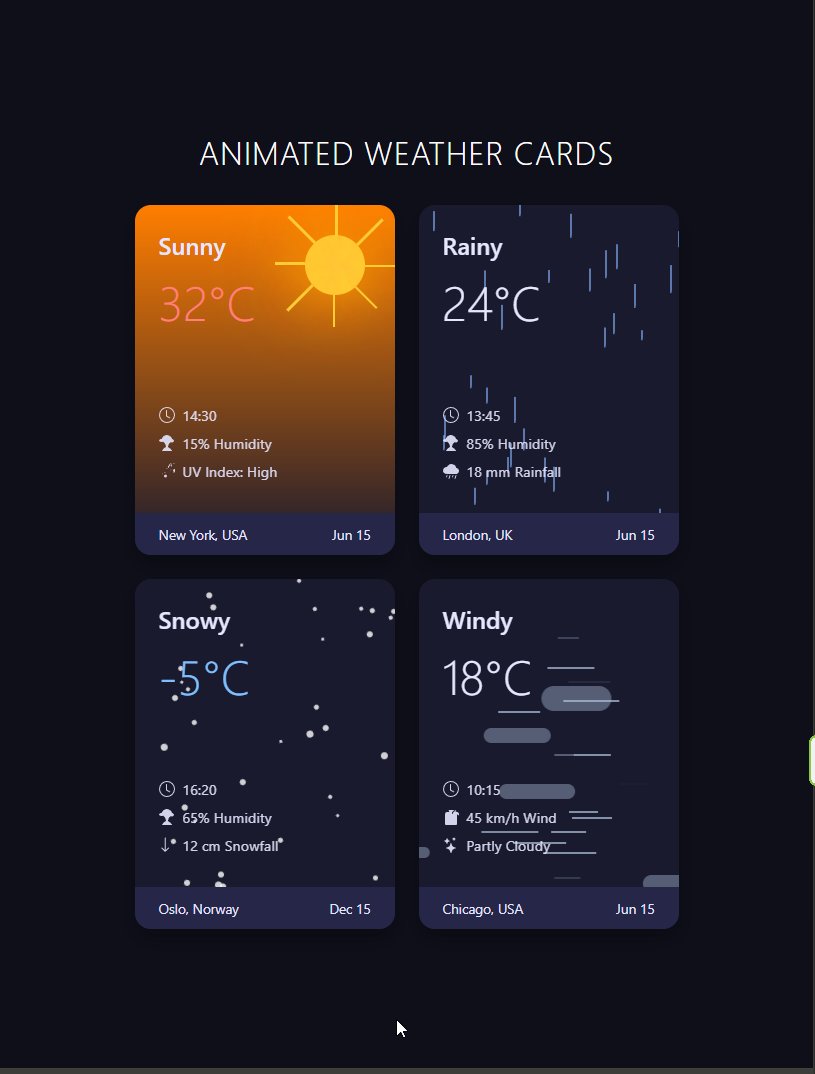 ANIMATED WEATHER CARDS
Sunny
32°C
14:30
15% Humidity
UV Index: High
New York, USA Jun 15
Rainy
24°C
13:45
85% Humidity
18 mm Rainfall
London, UK Jun 15
Snowy
-5°C
16:20
65% Humidity
12 cm Snowfall
Oslo, Norway Dec 15
Windy
18°C
10:15
45 km/h Wind
Partly Cloudy
Chicago, USA Jun 15